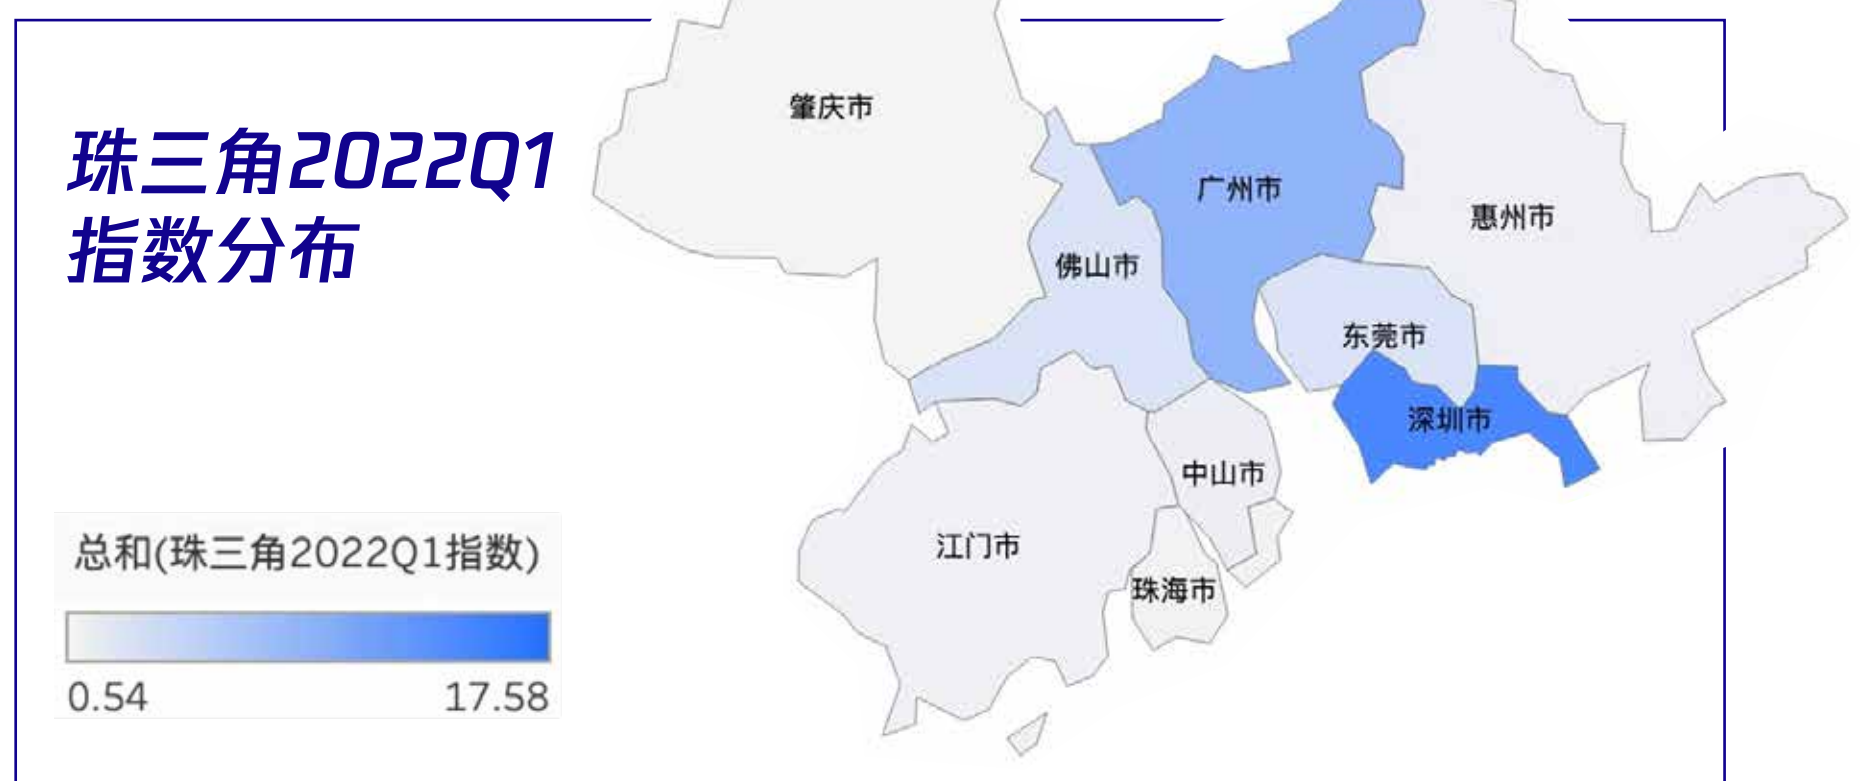 珠三角2022Q1
指数分布
肇庆市
广州市
惠州市
佛山市
东莞市
深圳市
中山市
江门市
珠海市
总和(珠三角2022Q1指数)
0.54
17.58